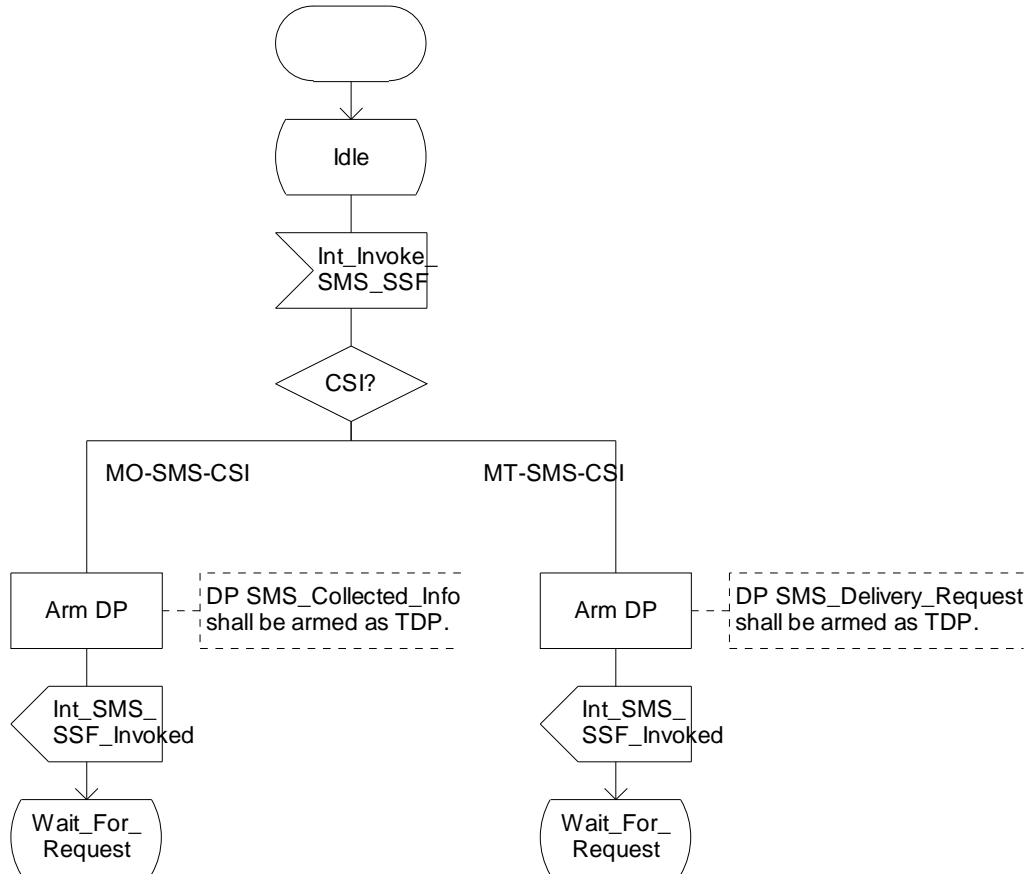 Idle
Int_Invoke_
SMS_SSF
CSI?
MO-SMS-CSI
MT-SMS-CSI
Arm DP
DP SMS_Collected_Info
shall be armed as TDP.
Arm DP
DP SMS_Delivery_Request
shall be armed as TDP.
Int_SMS_
SSF_Invoked
Int_SMS_
SSF_Invoked
Wait_For_
Request
Wait_For_
Request